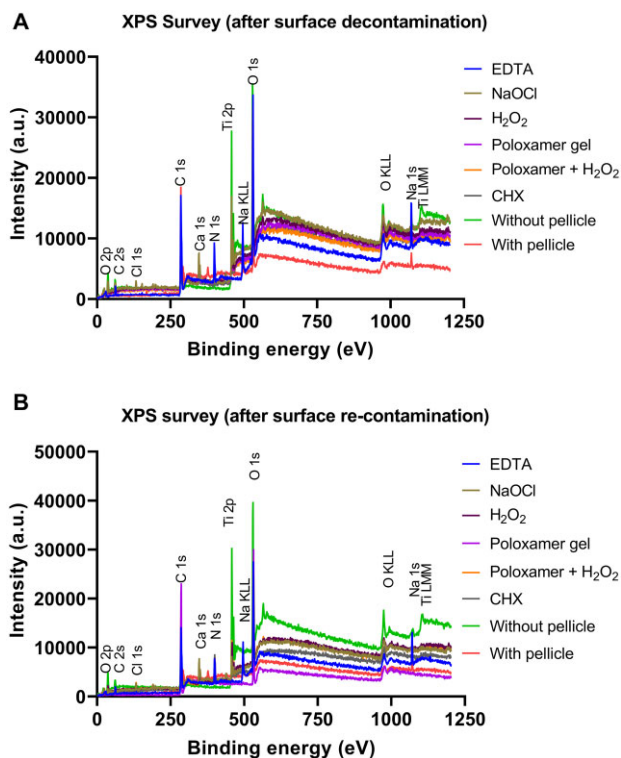 A
XPS Survey (after surface decontamination)
Intensity (a.u.)
40000
30000
20000
10000
0
O 2p
C 2s
Cl 1s
C 1s
Ca 1s
N 1s
Ti 2p
Na KLL
O 1s
O KLL
Na 1s
Ti LMM
EDTA
NaOCl
H₂O₂
Poloxamer gel
Poloxamer + H₂O₂
CHX
Without pellicle
With pellicle
0 250 500 750 1000 1250
Binding energy (eV)
B
XPS survey (after surface re-contamination)
Intensity (a.u.)
50000
40000
30000
20000
10000
0
O 2p
C 2s
Cl 1s
C 1s
Ca 1s
N 1s
Ti 2p
Na KLL
O 1s
O KLL
Na 1s
Ti LMM
EDTA
NaOCl
H₂O₂
Poloxamer gel
Poloxamer + H₂O₂
CHX
Without pellicle
With pellicle
0 250 500 750 1000 1250
Binding energy (eV)